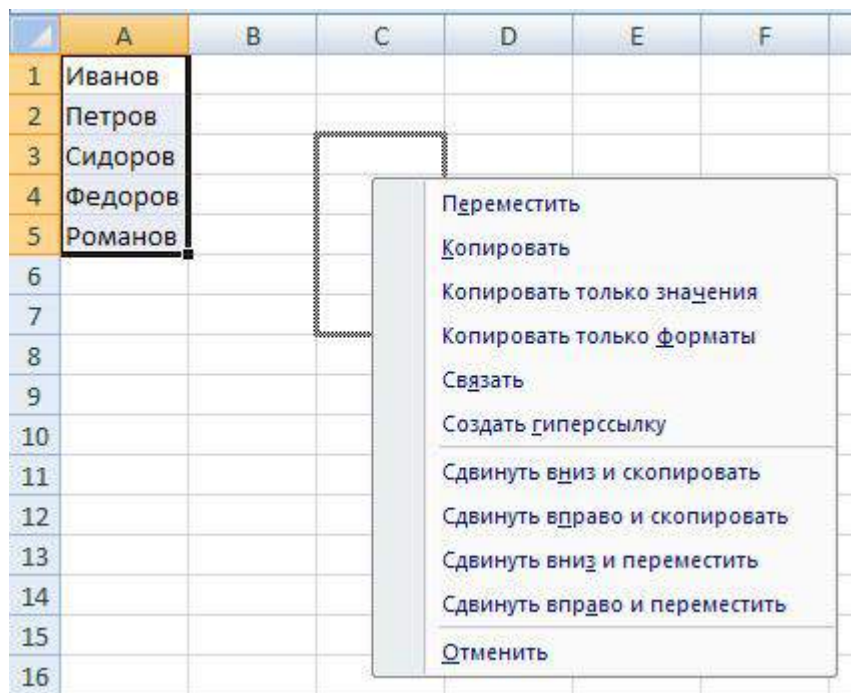 A B C D E F
1 Иванов
2 Петров
3 Сидоров
4 Федоров
5 Романов
6
7
8
9
10
11
12
13
14
15
16
Переместить
Копировать
Копировать только значения
Копировать только форматы
Связать
Создать гиперссылку
Сдвинуть вниз и скопировать
Сдвинуть вправо и скопировать
Сдвинуть вниз и переместить
Сдвинуть вправо и переместить
Отменить